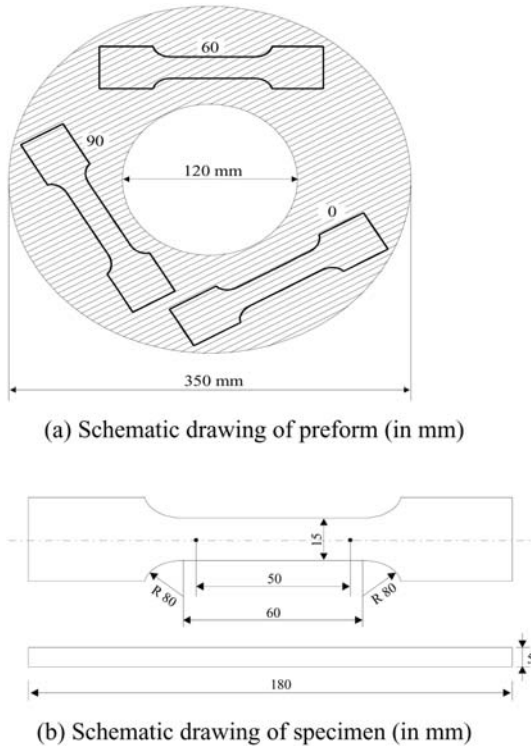 60
90
120 mm
0
350 mm
(a) Schematic drawing of preform (in mm)
15
50
R 80
R 80
60
180
(b) Schematic drawing of specimen (in mm)